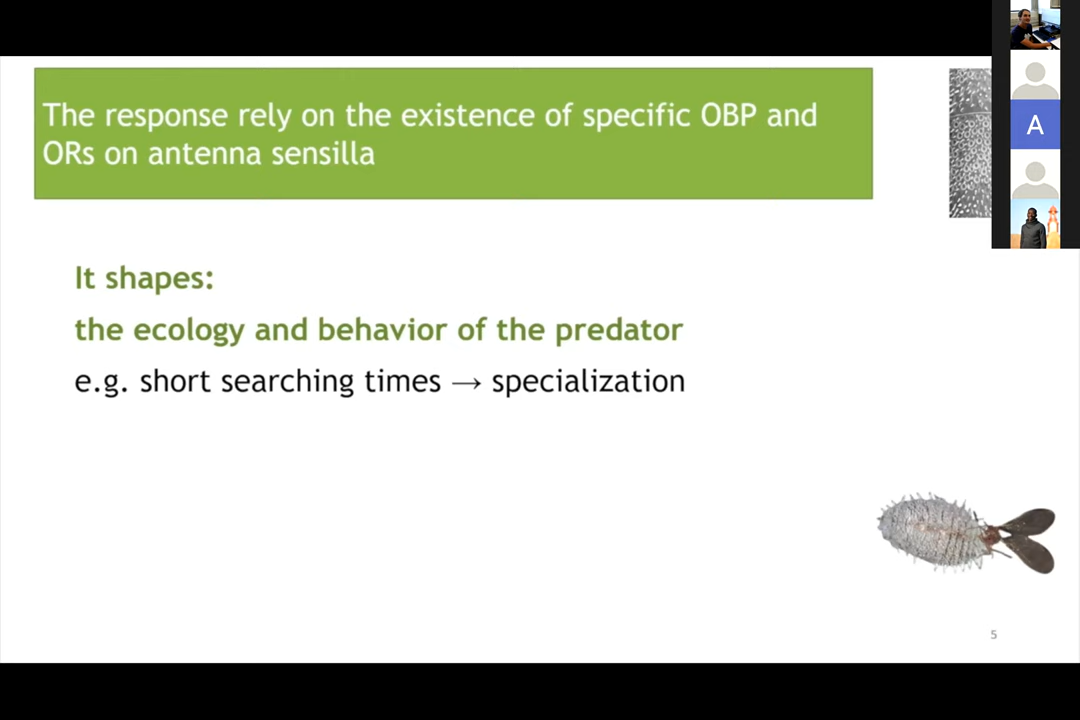 The response rely on the existence of specific OBP and
ORs on antenna sensilla
A
It shapes:
the ecology and behavior of the predator
e.g. short searching times → specialization
5